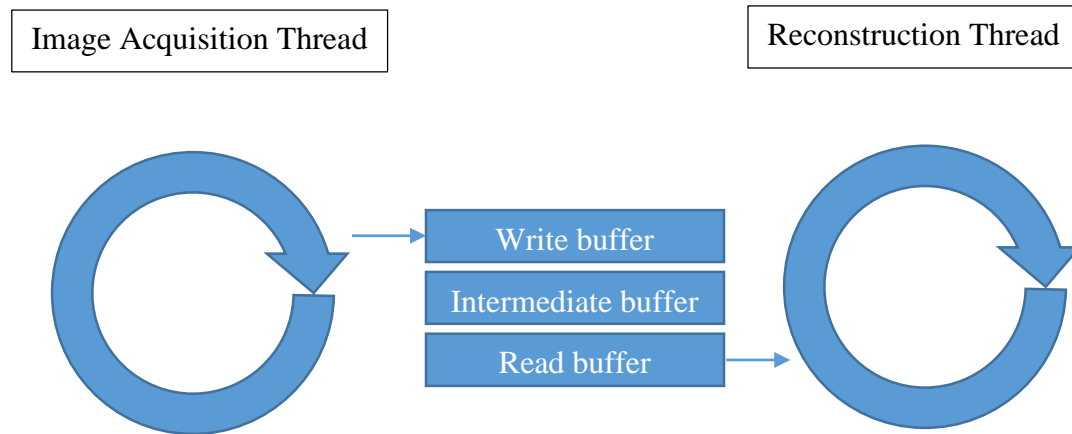 Image Acquisition Thread
Reconstruction Thread
Write buffer
Intermediate buffer
Read buffer